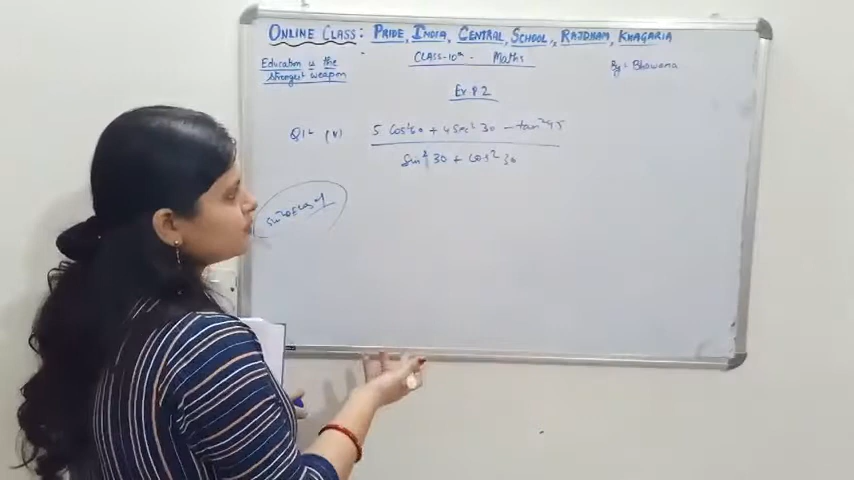 ONLINE CLASS: PRIDE INDIA CENTRAL SCHOOL, RAJDHAM, KHAGARIA
Education is the
strongest weapon
CLASS-10th - Maths
By:- Bhawana
Ex 8.2
Q1:- (V) 5 Cos²60 + 4 Sec² 30 - tan² 45
Sin² 30 + Cos² 30